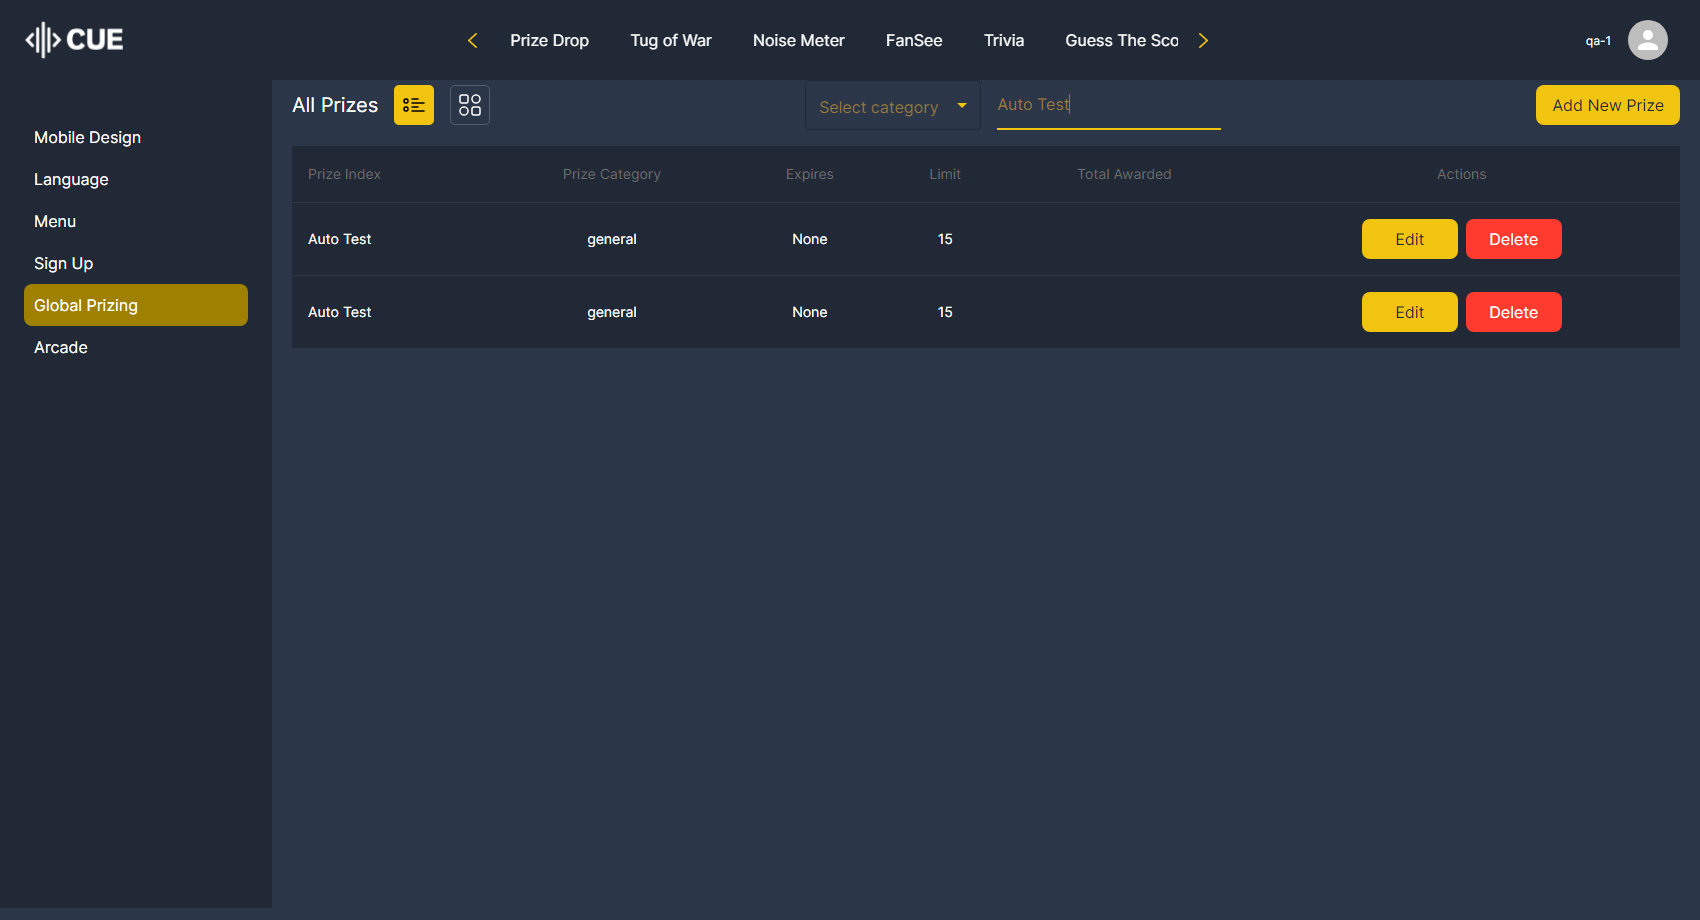 CUE
Prize Drop Tug of War Noise Meter FanSee Trivia Guess The Sco
qa-1
Mobile Design
Language
Menu
Sign Up
Global Prizing
Arcade
All Prizes
Select category
Auto Test
Add New Prize
Prize Index Prize Category Expires Limit Total Awarded Actions
Auto Test general None 15 Edit Delete
Auto Test general None 15 Edit Delete